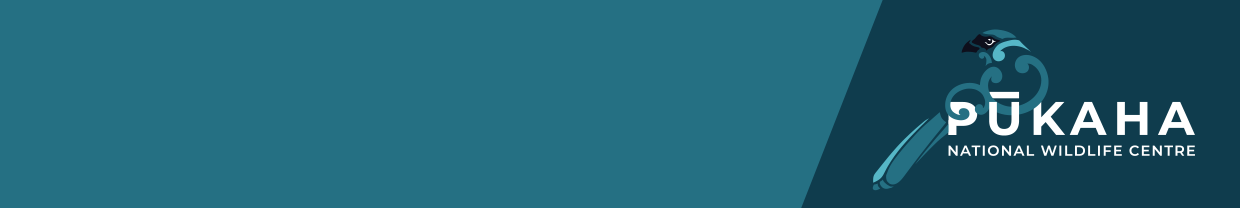 PŪKAHA
NATIONAL WILDLIFE CENTRE